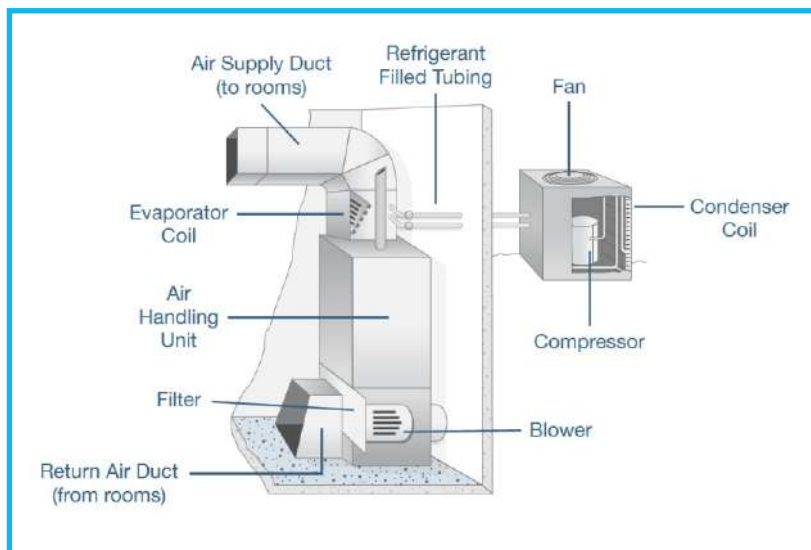 Air Supply Duct
(to rooms)
Refrigerant
Filled Tubing
Fan
Evaporator
Coil
Condenser
Coil
Air
Handling
Unit
Compressor
Filter
Blower
Return Air Duct
(from rooms)